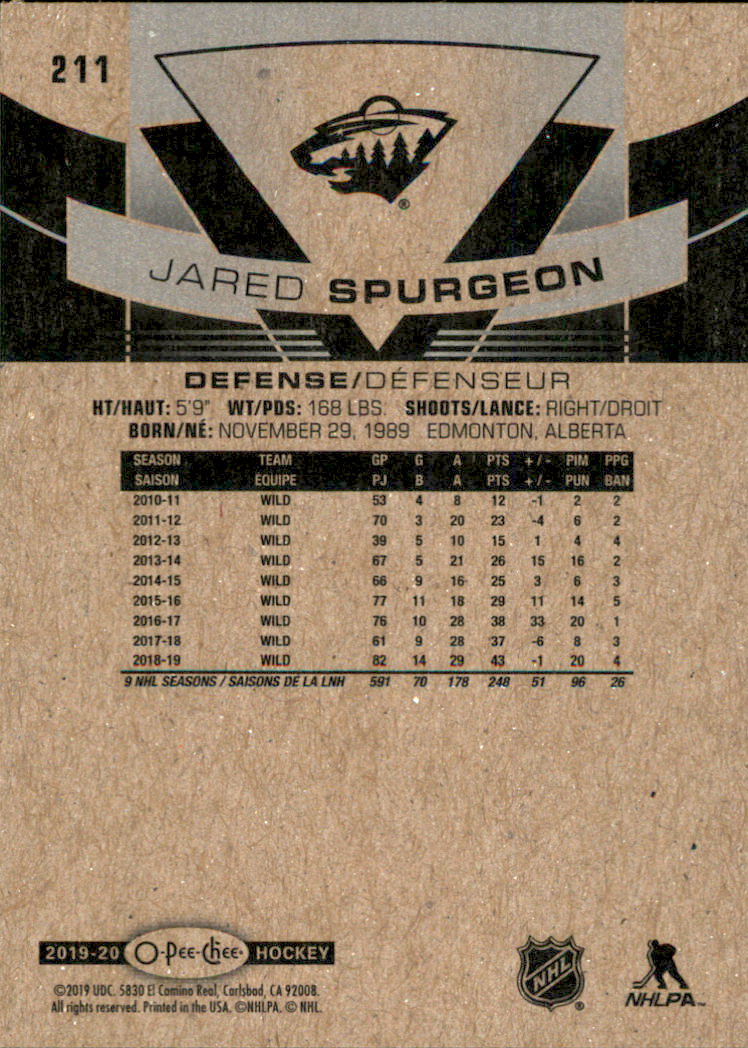 211
®
JARED SPURGEON
DEFENSE/DÉFENSEUR
HT/HAUT: 5'9" WT/PDS: 168 LBS. SHOOTS/LANCE: RIGHT/DROIT
BORN/NÉ: NOVEMBER 29, 1989 EDMONTON, ALBERTA
SEASON TEAM GP G A PTS +/- PIM PPG
SAISON ÉQUIPE PJ B A PTS +/- PUN BAN
2010-11 WILD 53 4 8 12 -1 2 2
2011-12 WILD 70 3 20 23 -4 6 2
2012-13 WILD 39 5 10 15 1 4 4
2013-14 WILD 67 5 21 26 15 16 2
2014-15 WILD 66 9 16 25 3 6 3
2015-16 WILD 77 11 18 29 11 14 5
2016-17 WILD 76 10 28 38 33 20 1
2017-18 WILD 61 9 28 37 -6 8 3
2018-19 WILD 82 14 29 43 -1 20 4
9 NHL SEASONS / SAISONS DE LA LNH 591 70 178 248 51 96 26
2019-20 O-Pee-Chee HOCKEY
©2019 UDC. 5830 El Camino Real, Carlsbad, CA 92008.
All rights reserved. Printed in the USA. ©NHLPA. © NHL.
NHL ®
NHLPA™